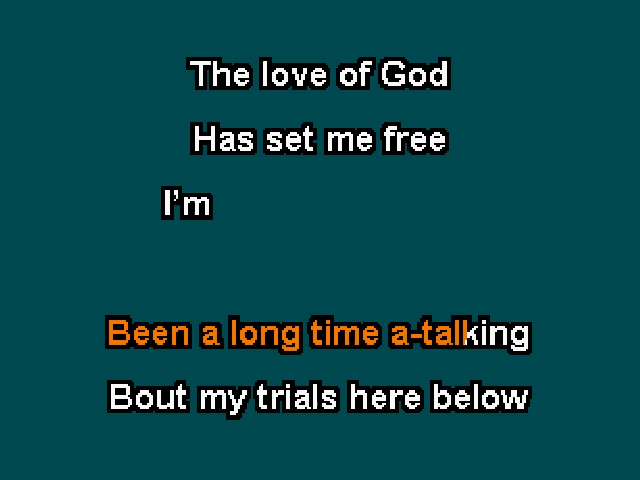 The love of God
Has set me free
I’m
Been a long time a-talking
Bout my trials here below